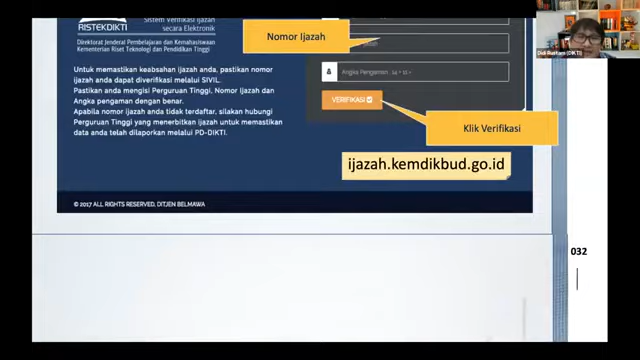 RISTEKDIKTI
Sistem Verifikasi Ijazah
secara Elektronik
Direktorat Jenderal Pembelajaran dan Kemahasiswaan
Kementerian Riset Teknologi dan Pendidikan Tinggi
Untuk memastikan keabsahan ijazah anda, pastikan nomor
ijazah anda dapat diverifikasi melalui SIVIL.
Pastikan anda mengisi Perguruan Tinggi, Nomor Ijazah dan
Angka pengaman dengan benar.
Apabila nomor ijazah anda tidak terdaftar, silakan hubungi
Perguruan Tinggi yang menerbitkan ijazah untuk memastikan
data anda telah dilaporkan melalui PD-DIKTI.
© 2017 ALL RIGHTS RESERVED, DITJEN BELMAWA
Nomor Ijazah
Angka Pengaman : 14 + 11 =
VERIFIKASI
Klik Verifikasi
ijazah.kemdikbud.go.id
032